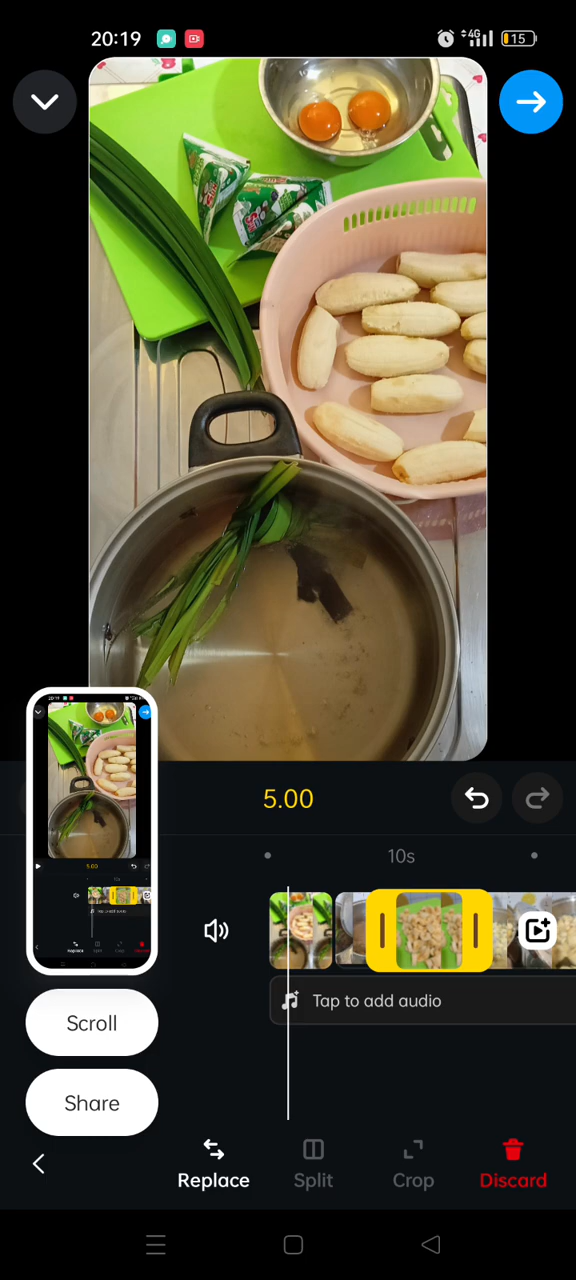 20:19
4G
15
5.00
10s
Tap to add audio
Scroll
Share
Replace
Split
Crop
Discard